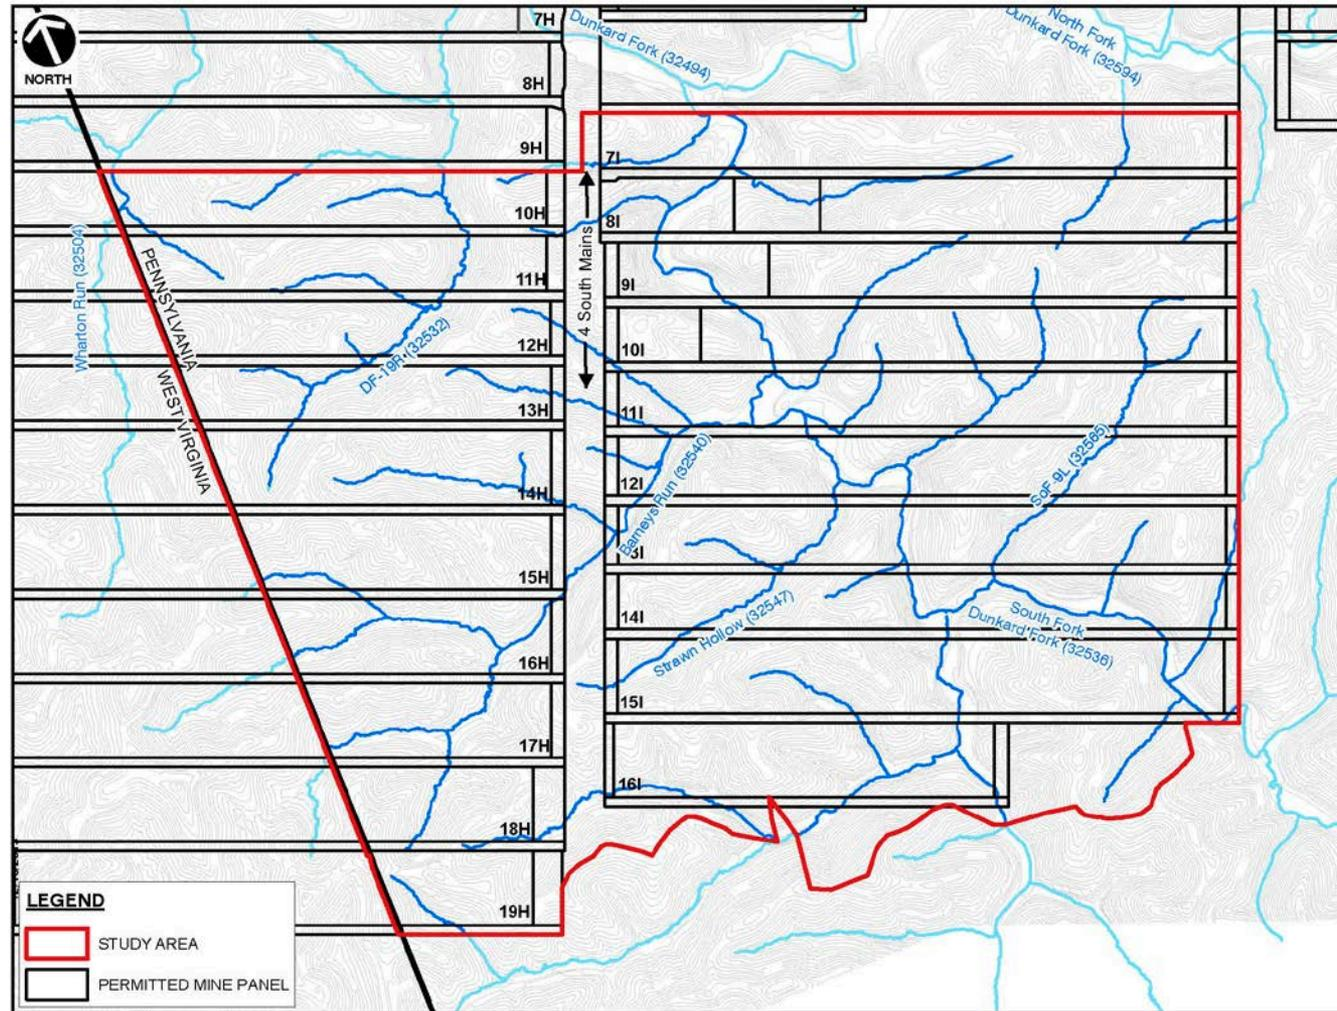 NORTH
7H
8H
9H
10H
11H
12H
13H
14H
15H
16H
17H
18H
19H
Dunkard Fork (32494)
North Fork
Dunkard Fork (32594)
7I
8I
9I
10I
11I
12I
14I
15I
16I
4 South Mains
Wharton Run (32504)
PENNSYLVANIA
WEST VIRGINIA
DF-19R (32532)
Barneys Run (32540)
SoF-9L (32565)
Strawn Hollow (32547)
South Fork
Dunkard Fork (32536)
LEGEND
STUDY AREA
PERMITTED MINE PANEL